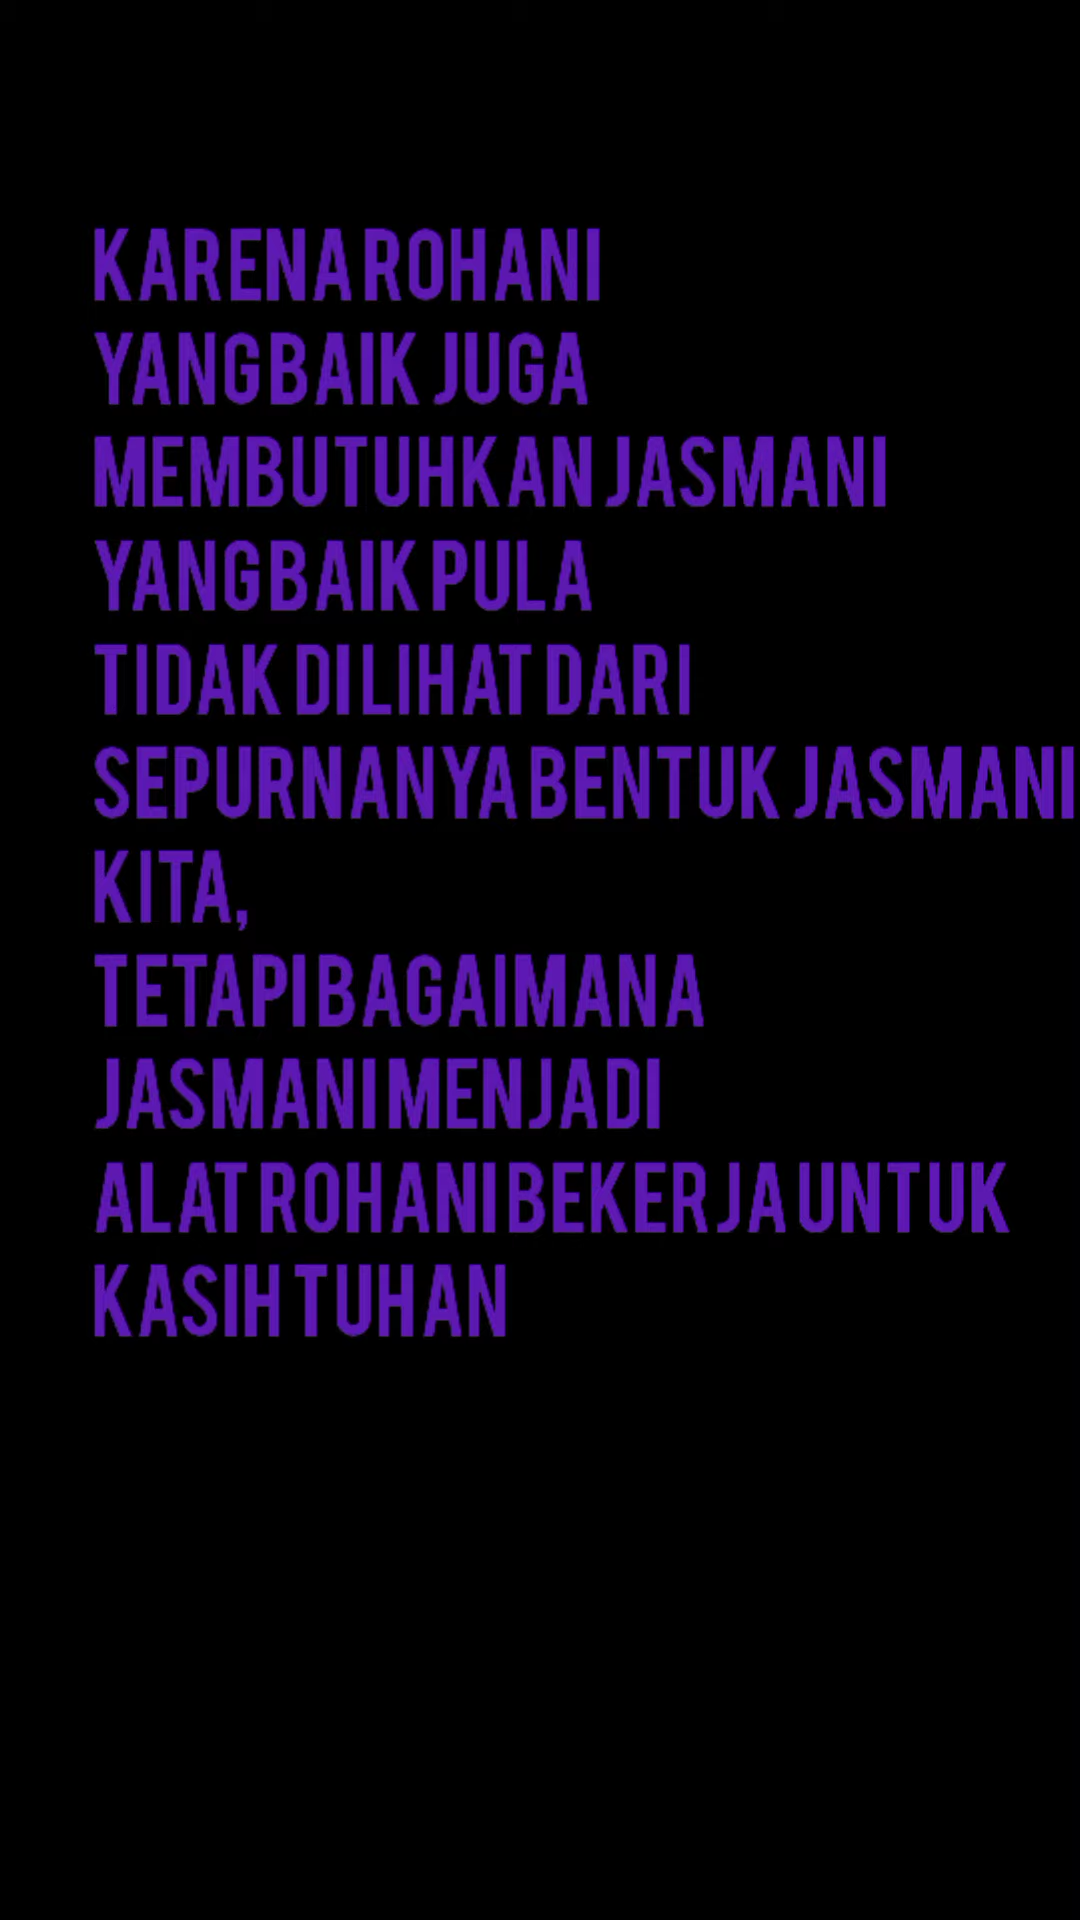 KARENA ROHANI
YANG BAIK JUGA
MEMBUTUHKAN JASMANI
YANG BAIK PULA
TIDAK DILIHAT DARI
SEPURNANYA BENTUK JASMANI
KITA,
TETAPI BAGAIMANA
JASMANI MENJADI
ALAT ROHANI BEKERJA UNTUK
KASIH TUHAN